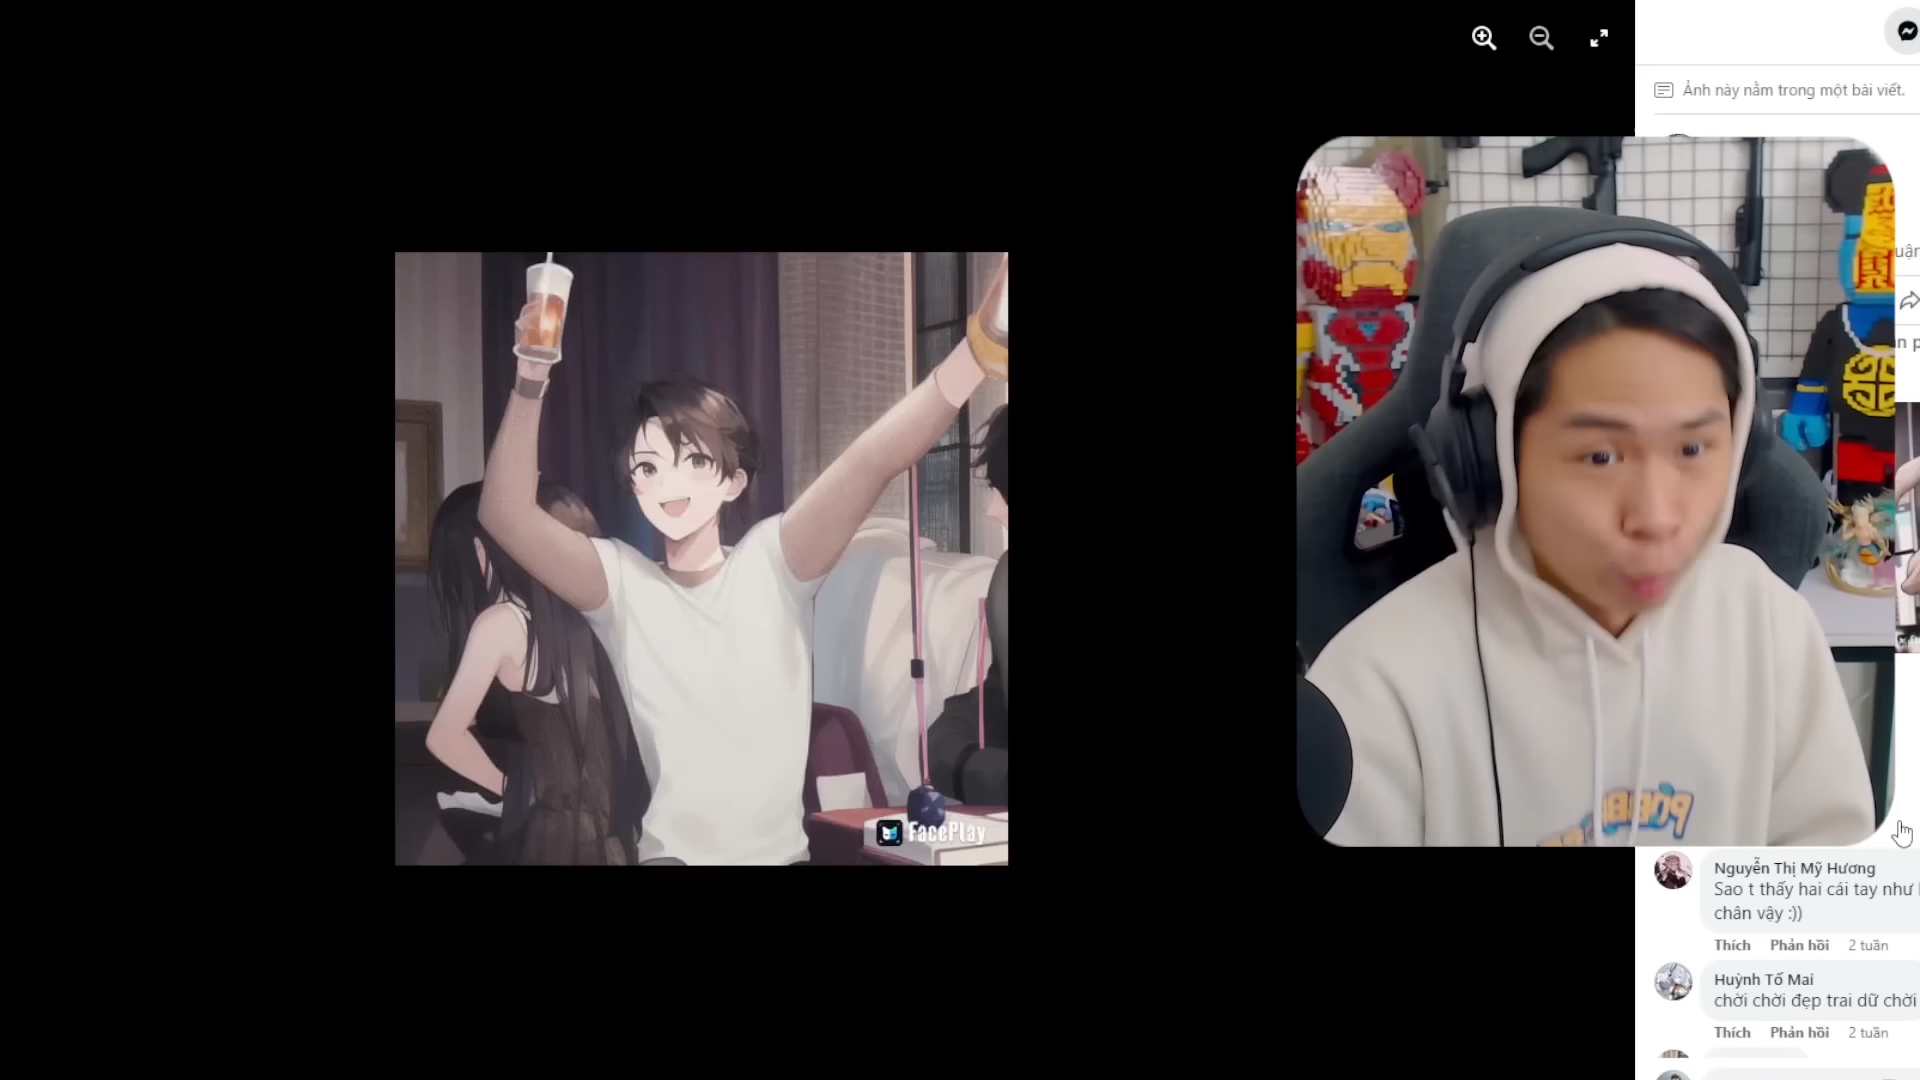 Ảnh này nằm trong một bài viết.
FacePlay
Nguyễn Thị Mỹ Hương
Sao t thấy hai cái tay như
chân vậy :))
Thích Phản hồi 2 tuần
Huỳnh Tố Mai
chời chời đẹp trai dữ chời
Thích Phản hồi 2 tuần